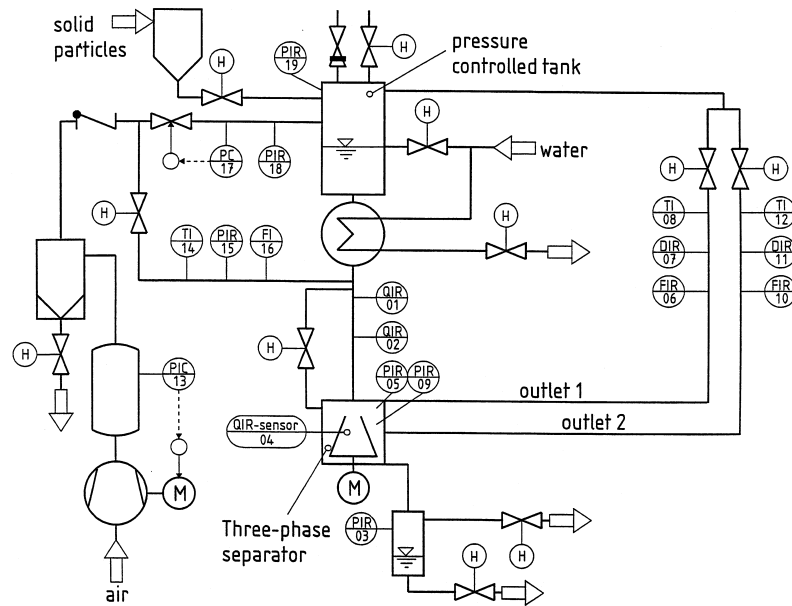 solid
particles
H
PIR
19
H
pressure
controlled tank
H
water
PC
17
PIR
18
H
H
H
TI
08
TI
12
H
TI
14
PIR
15
FI
16
H
DIR
07
DIR
11
QIR
01
FIR
06
FIR
10
QIR
02
H
H
PIC
13
PIR
05
PIR
09
outlet 1
outlet 2
QIR-sensor
04
M
M
Three-phase
separator
PIR
03
H
H
air